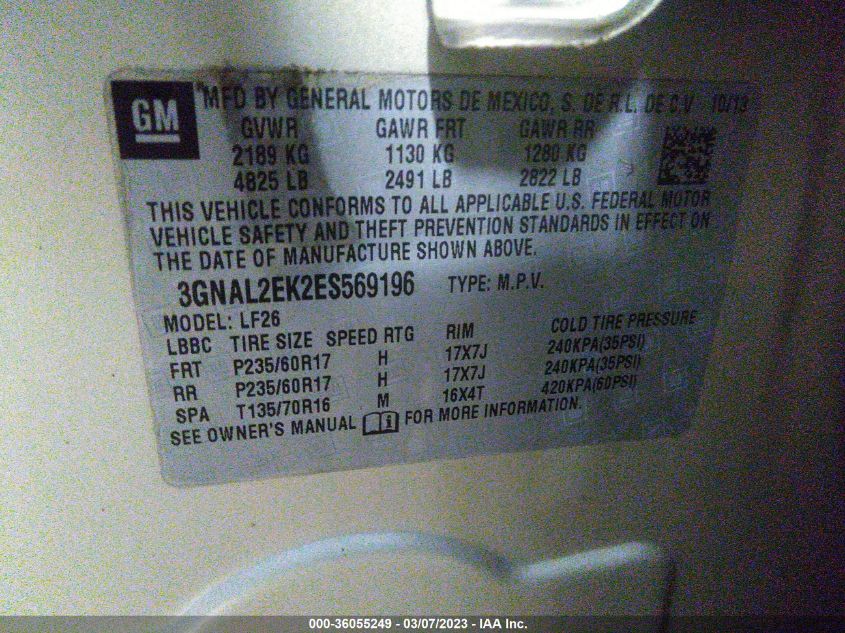 GM
MFD BY GENERAL MOTORS DE MEXICO, S. DE R.L. DE C.V 10/13
GVWR GAWR FRT GAWR RR
2189 KG 1130 KG 1280 KG
4825 LB 2491 LB 2822 LB
THIS VEHICLE CONFORMS TO ALL APPLICABLE U.S. FEDERAL MOTOR
VEHICLE SAFETY AND THEFT PREVENTION STANDARDS IN EFFECT ON
THE DATE OF MANUFACTURE SHOWN ABOVE.
3GNAL2EK2ES569196 TYPE: M.P.V.
MODEL: LF26
LBBC TIRE SIZE SPEED RTG RIM COLD TIRE PRESSURE
FRT P235/60R17 H 17X7J 240KPA(35PSI)
RR P235/60R17 H 17X7J 240KPA(35PSI)
SPA T135/70R16 M 16X4T 420KPA(60PSI)
SEE OWNER'S MANUAL FOR MORE INFORMATION.
000-36055249 - 03/07/2023 - IAA Inc.